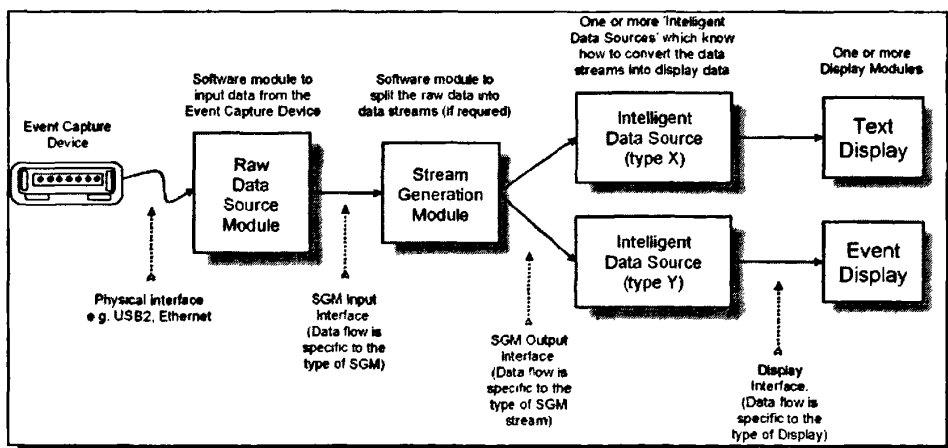 One or more 'Intelligent
Data Sources' which know
how to convert the data
streams into display data
One or more
Display Modules
Software module to
input data from the
Event Capture Device
Software module to
split the raw data into
data streams (if required)
Event Capture
Device
Raw
Data
Source
Module
Stream
Generation
Module
Intelligent
Data Source
(type X)
Text
Display
Intelligent
Data Source
(type Y)
Event
Display
Physical interface
e.g. USB2, Ethernet
SGM Input
Interface
(Data flow is
specific to the
type of SGM)
SGM Output
Interface
(Data flow is
specific to the
type of SGM
stream)
Display
Interface.
(Data flow is
specific to the
type of Display)